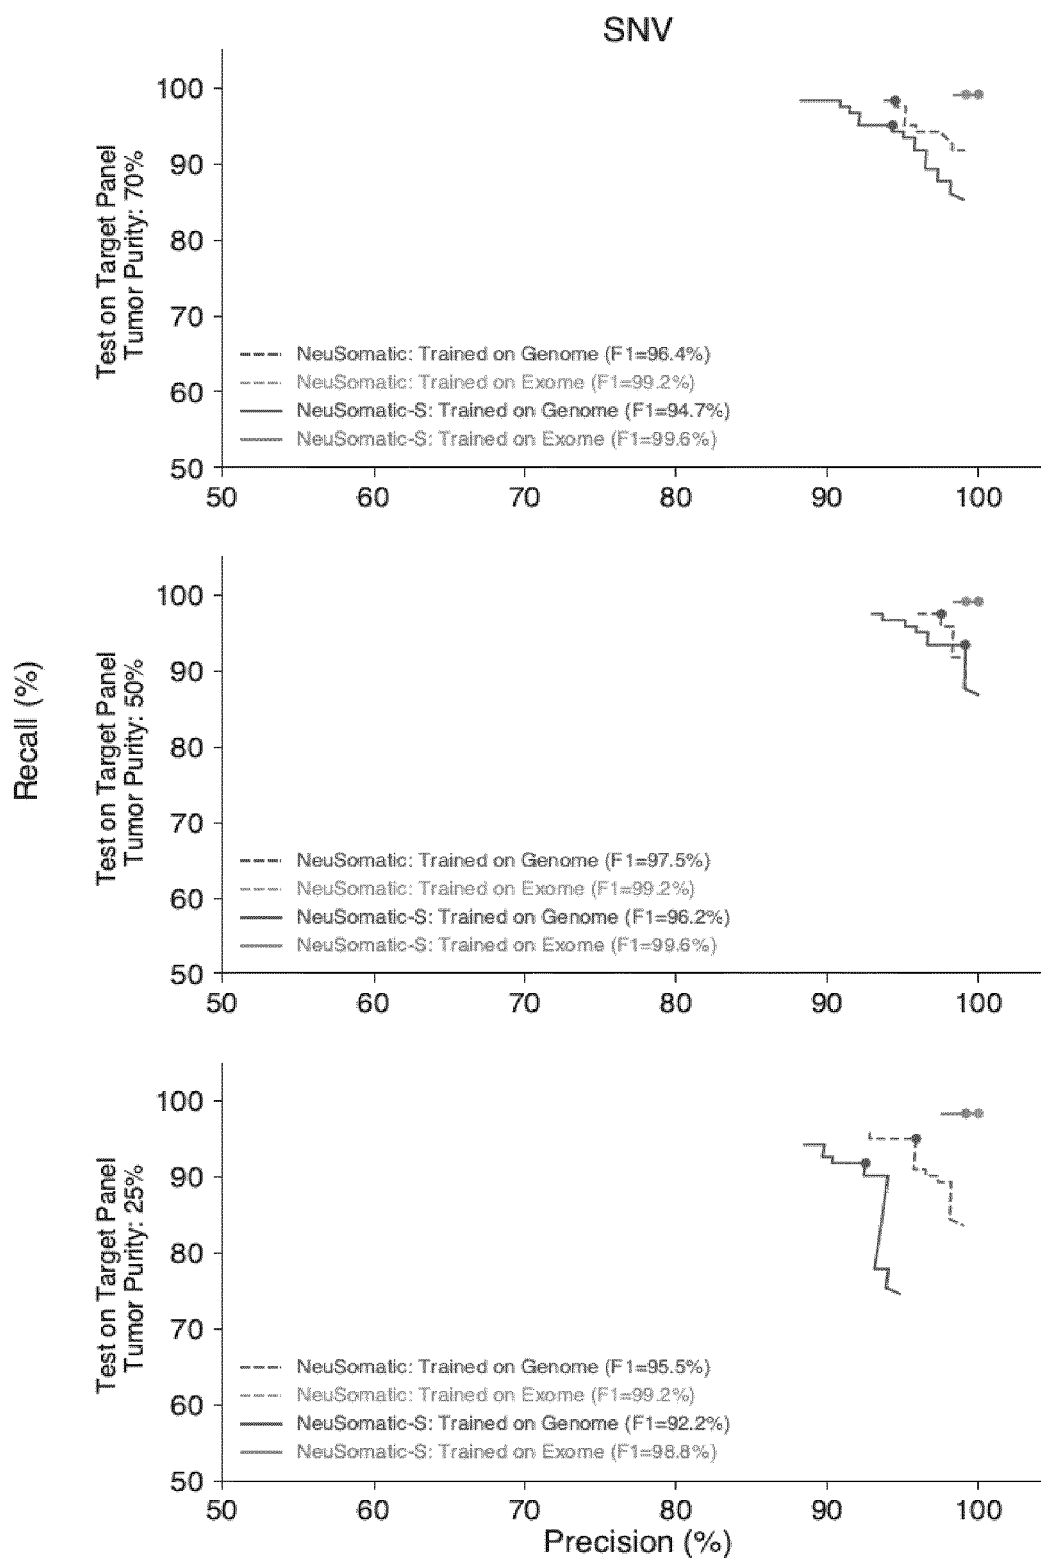 SNV
Recall (%)
Test on Target Panel
Tumor Purity: 70%
100
90
80
70
60
50
NeuSomatic: Trained on Genome (F1=96.4%)
NeuSomatic: Trained on Exome (F1=99.2%)
NeuSomatic-S: Trained on Genome (F1=94.7%)
NeuSomatic-S: Trained on Exome (F1=99.6%)
50 60 70 80 90 100
Test on Target Panel
Tumor Purity: 50%
100
90
80
70
60
50
NeuSomatic: Trained on Genome (F1=97.5%)
NeuSomatic: Trained on Exome (F1=99.2%)
NeuSomatic-S: Trained on Genome (F1=96.2%)
NeuSomatic-S: Trained on Exome (F1=99.6%)
50 60 70 80 90 100
Test on Target Panel
Tumor Purity: 25%
100
90
80
70
60
50
NeuSomatic: Trained on Genome (F1=95.5%)
NeuSomatic: Trained on Exome (F1=99.2%)
NeuSomatic-S: Trained on Genome (F1=92.2%)
NeuSomatic-S: Trained on Exome (F1=98.8%)
50 60 70 80 90 100
Precision (%)